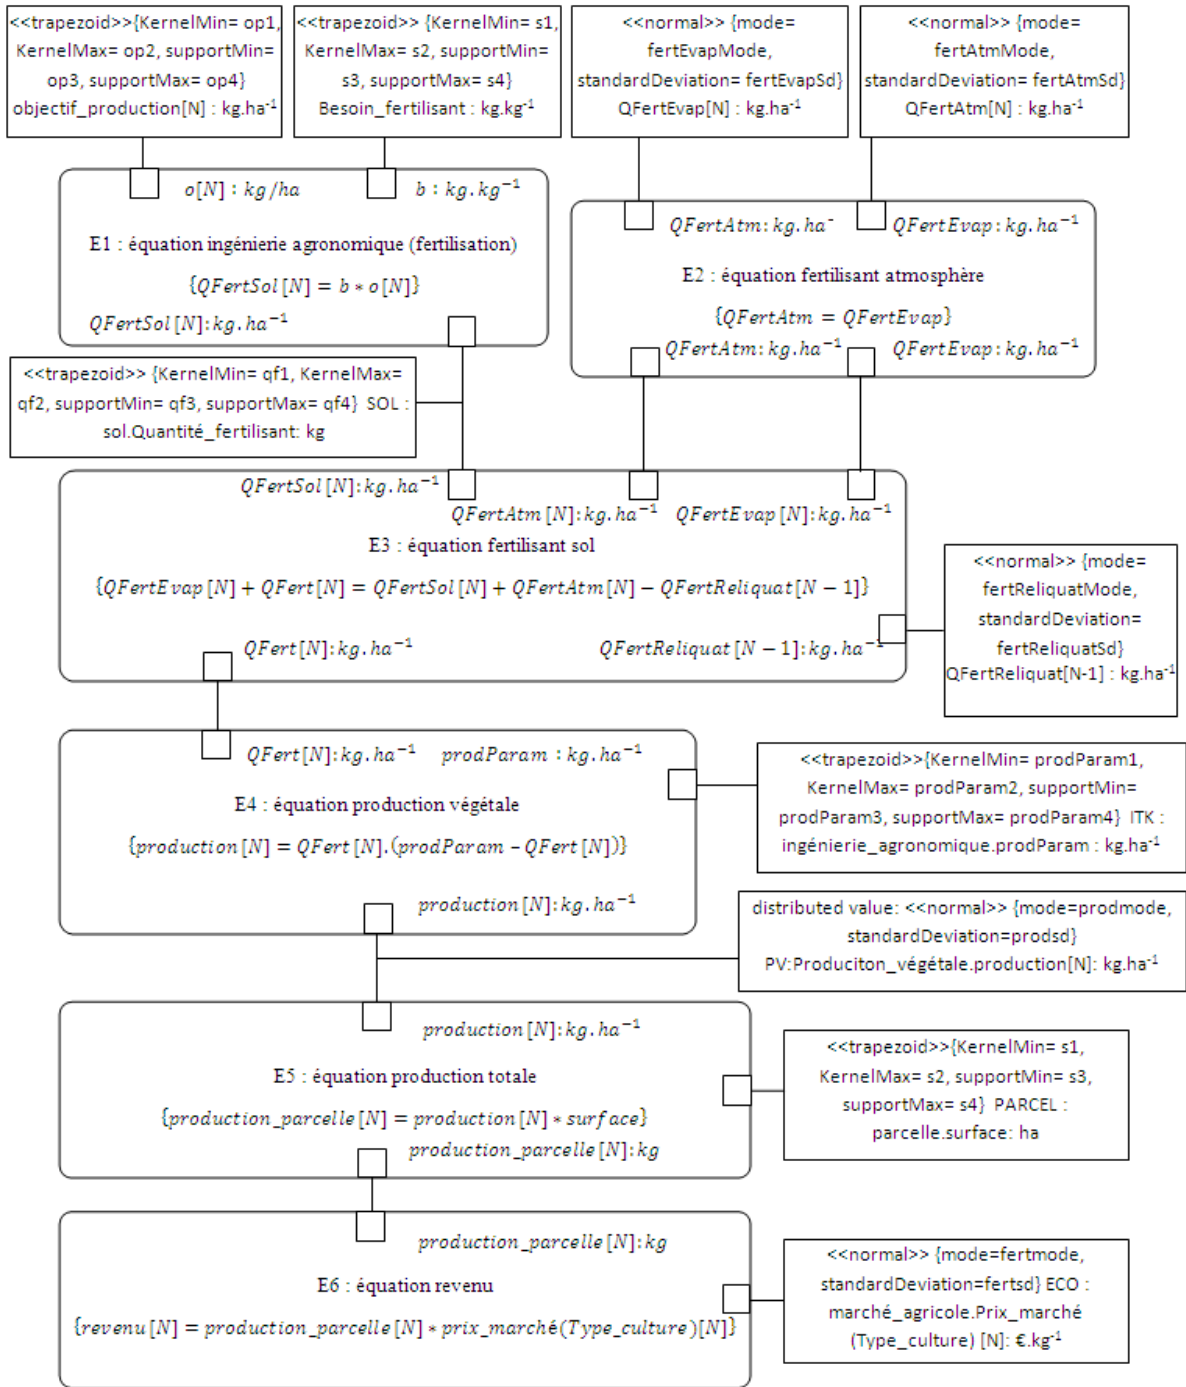 <<trapezoid>>{KernelMin= op1,
KernelMax= op2, supportMin=
op3, supportMax= op4}
objectif_production[N] : kg.ha⁻¹
<<trapezoid>> {KernelMin= s1,
KernelMax= s2, supportMin=
s3, supportMax= s4}
Besoin_fertilisant : kg.kg⁻¹
<<normal>> {mode=
fertEvapMode,
standardDeviation= fertEvapSd}
QFertEvap[N] : kg.ha⁻¹
<<normal>> {mode=
fertAtmMode,
standardDeviation= fertAtmSd}
QFertAtm[N] : kg.ha⁻¹
o[N] : kg/ha
b : kg.kg⁻¹
E1 : équation ingénierie agronomique (fertilisation)
{QFertSol[N] = b * o[N]}
QFertSol[N]: kg.ha⁻¹
QFertAtm: kg.ha⁻
QFertEvap: kg.ha⁻¹
E2 : équation fertilisant atmosphère
{QFertAtm = QFertEvap}
QFertAtm: kg.ha⁻¹
QFertEvap: kg.ha⁻¹
<<trapezoid>> {KernelMin= qf1, KernelMax=
qf2, supportMin= qf3, supportMax= qf4} SOL :
sol.Quantité_fertilisant: kg
QFertSol[N]: kg.ha⁻¹
QFertAtm[N]: kg.ha⁻¹
QFertEvap[N]: kg.ha⁻¹
E3 : équation fertilisant sol
{QFertEvap[N] + QFert[N] = QFertSol[N] + QFertAtm[N] − QFertReliquat[N − 1]}
QFert[N]: kg.ha⁻¹
QFertReliquat[N − 1]: kg.ha⁻¹
<<normal>> {mode=
fertReliquatMode,
standardDeviation=
fertReliquatSd}
QFertReliquat[N-1] : kg.ha⁻¹
QFert[N]: kg.ha⁻¹
prodParam : kg.ha⁻¹
E4 : équation production végétale
{production[N] = QFert[N].(prodParam − QFert[N])}
production[N]: kg.ha⁻¹
<<trapezoid>>{KernelMin= prodParam1,
KernelMax= prodParam2, supportMin=
prodParam3, supportMax= prodParam4} ITK :
ingénierie_agronomique.prodParam : kg.ha⁻¹
distributed value: <<normal>> {mode=prodmode,
standardDeviation=prodsd}
PV:Produciton_végétale.production[N]: kg.ha⁻¹
production[N]: kg.ha⁻¹
E5 : équation production totale
{production_parcelle[N] = production[N] * surface}
production_parcelle[N]: kg
<<trapezoid>>{KernelMin= s1,
KernelMax= s2, supportMin= s3,
supportMax= s4} PARCEL :
parcelle.surface: ha
production_parcelle[N]: kg
E6 : équation revenu
{revenu[N] = production_parcelle[N] * prix_marché(Type_culture)[N]}
<<normal>> {mode=fertmode,
standardDeviation=fertsd} ECO :
marché_agricole.Prix_marché
(Type_culture) [N]: €.kg⁻¹